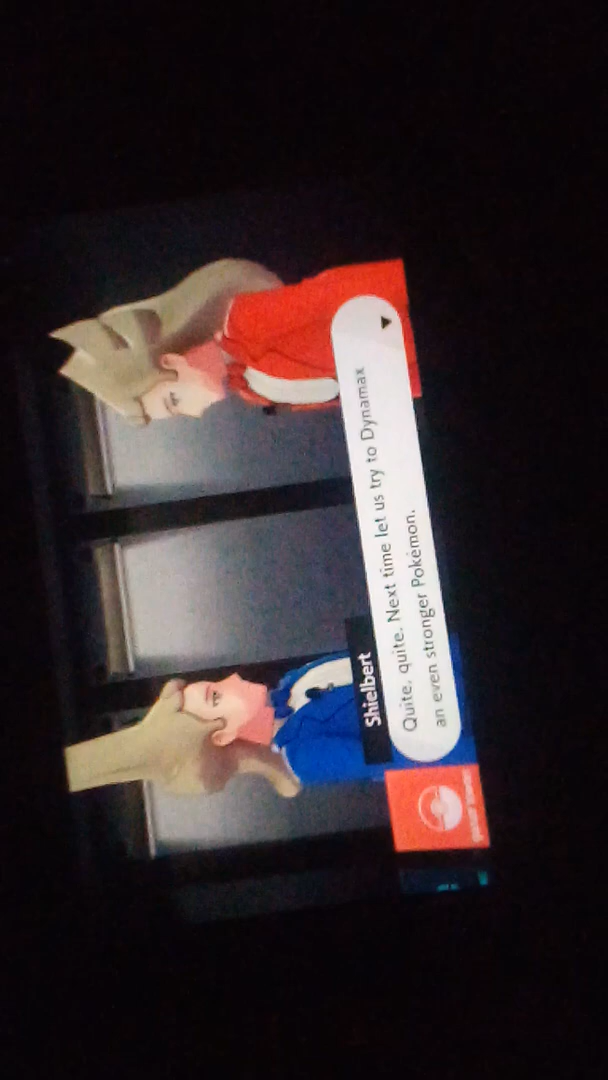 Shielbert
Quite, quite. Next time let us try to Dynamax
an even stronger Pokémon.